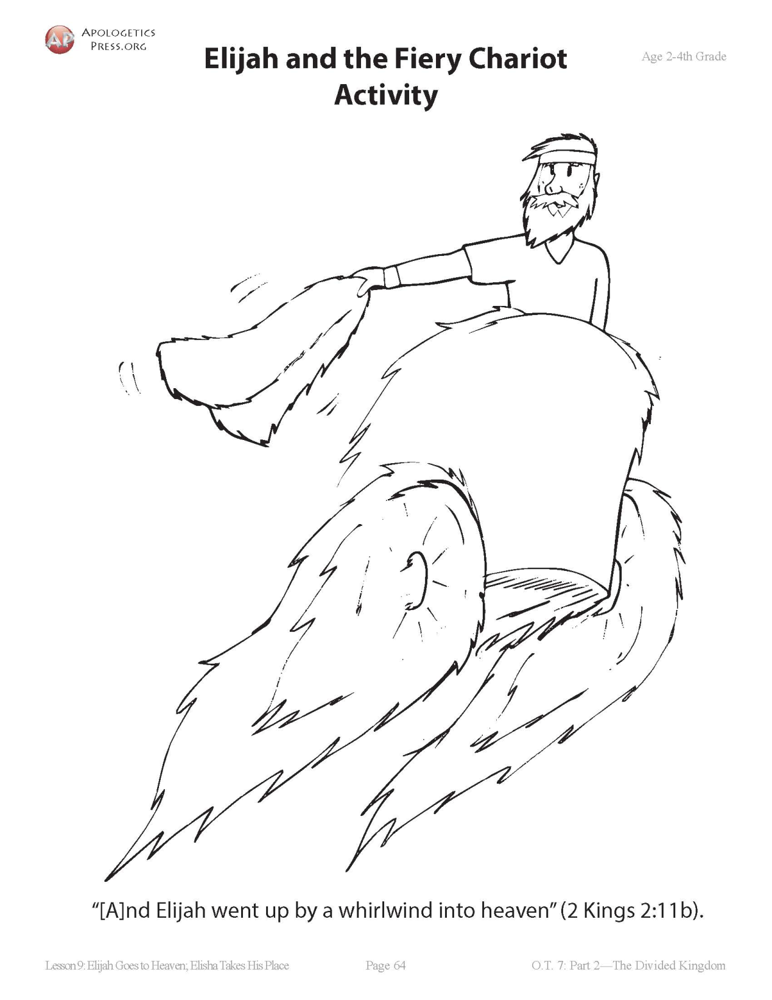 AP
APOLOGETICS
PRESS.ORG
Elijah and the Fiery Chariot
Activity
Age 2-4th Grade
“[A]nd Elijah went up by a whirlwind into heaven” (2 Kings 2:11b).
Lesson 9: Elijah Goes to Heaven; Elisha Takes His Place
Page 64
O.T. 7: Part 2—The Divided Kingdom